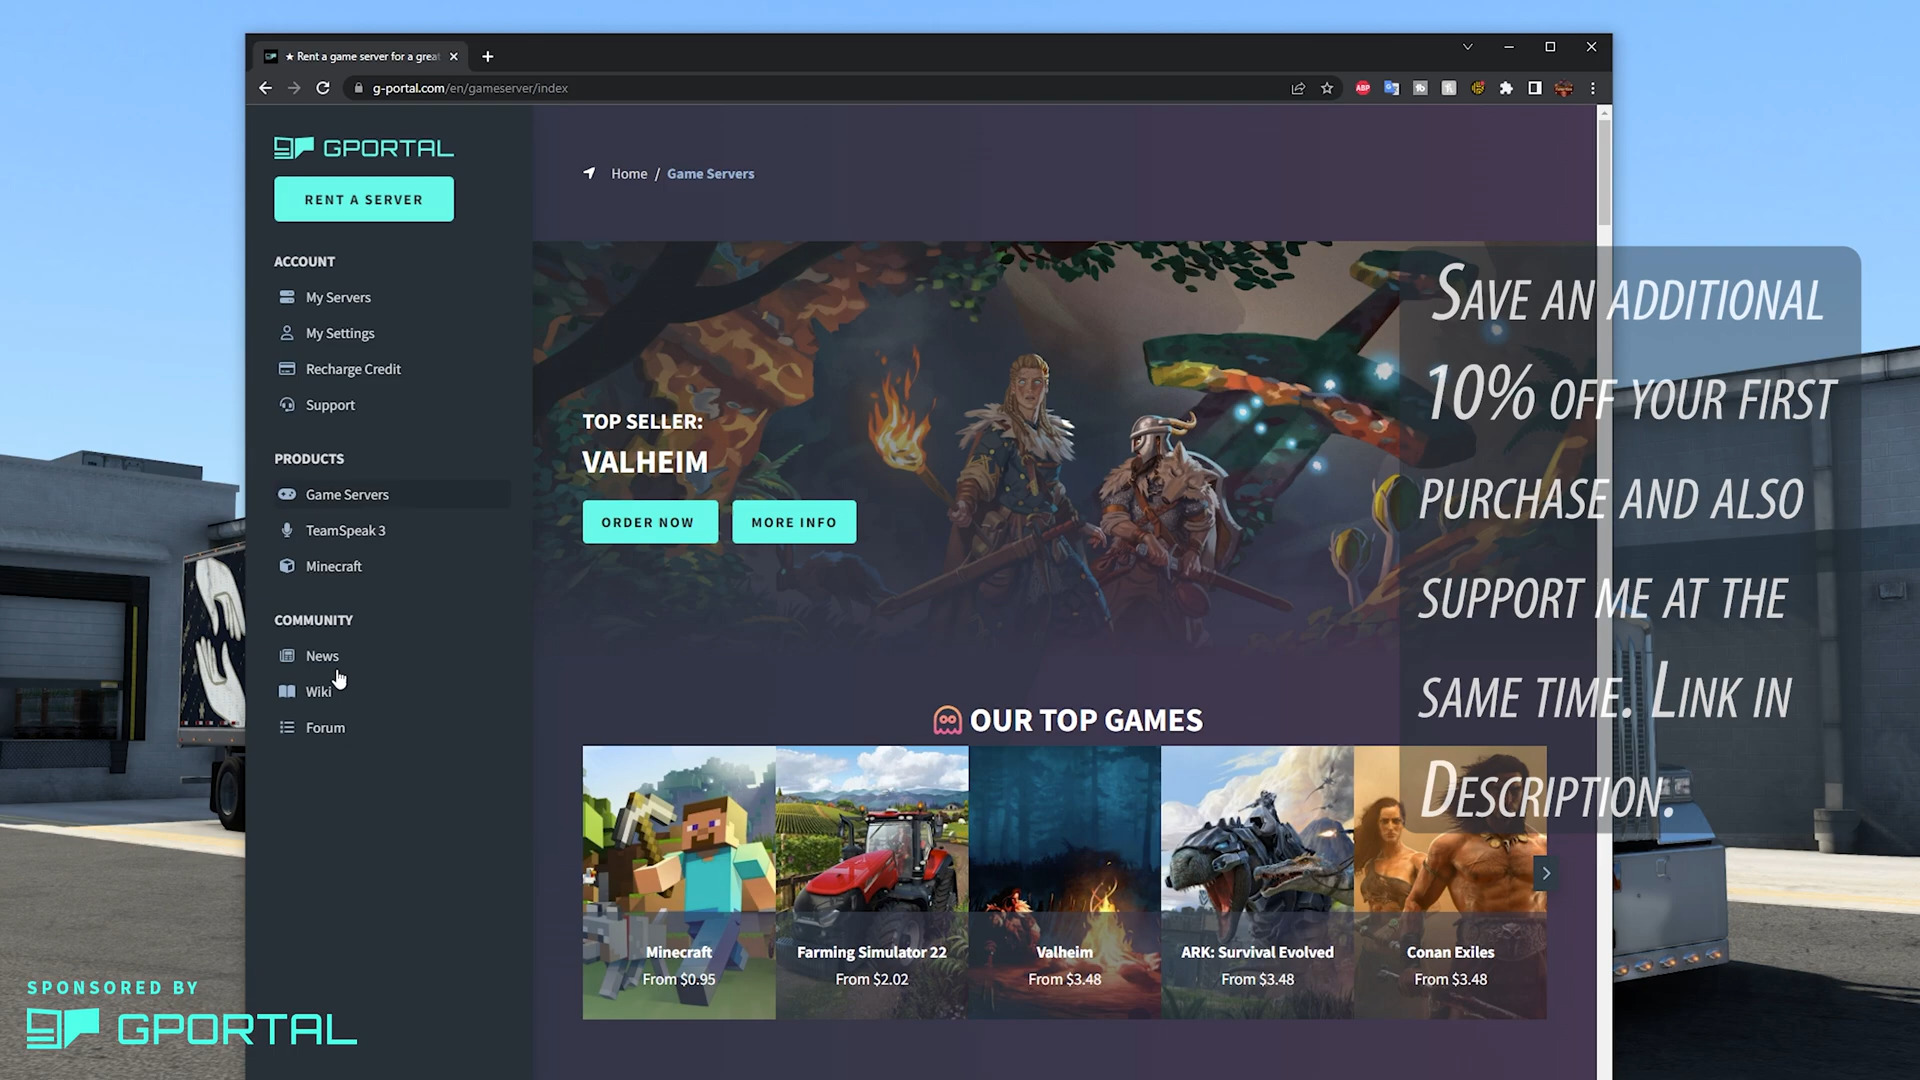 ★ Rent a game server for a great
g-portal.com/en/gameserver/index
ABP
GPORTAL
RENT A SERVER
ACCOUNT
My Servers
My Settings
Recharge Credit
Support
PRODUCTS
Game Servers
TeamSpeak 3
Minecraft
COMMUNITY
News
Wiki
Forum
Home / Game Servers
TOP SELLER:
VALHEIM
ORDER NOW
MORE INFO
OUR TOP GAMES
Minecraft
From $0.95
Farming Simulator 22
From $2.02
Valheim
From $3.48
ARK: Survival Evolved
From $3.48
Conan Exiles
From $3.48
Save an additional
10% off your first
purchase and also
support me at the
same time. Link in
Description.
SPONSORED BY
GPORTAL